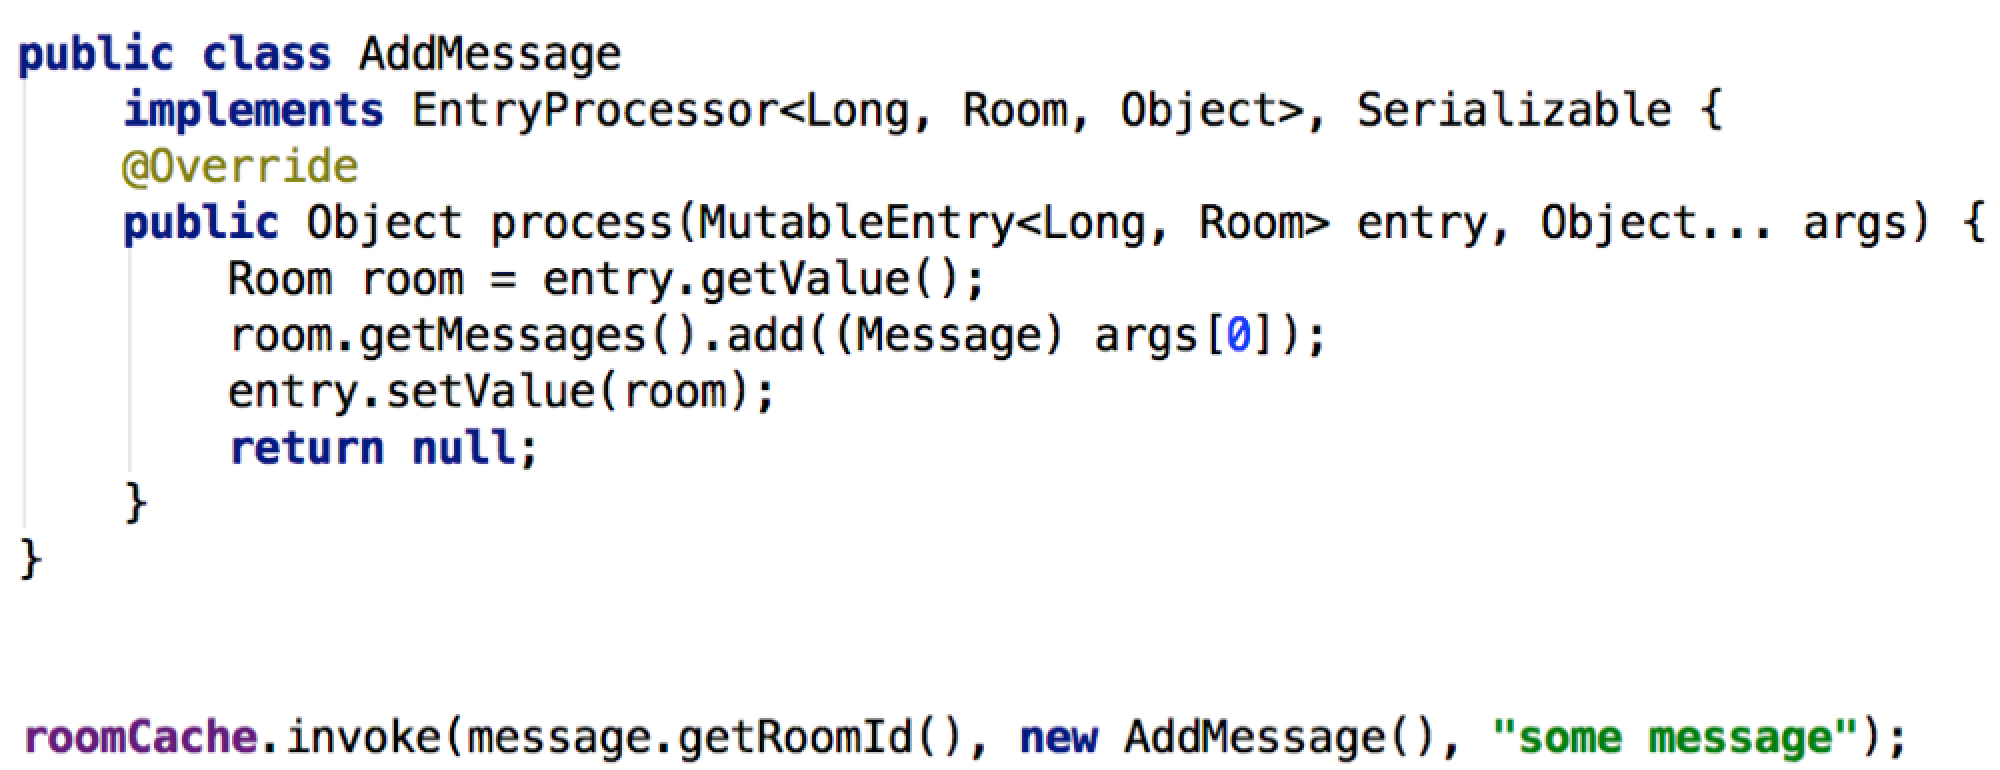 public class AddMessage
    implements EntryProcessor<Long, Room, Object>, Serializable {
    @Override
    public Object process(MutableEntry<Long, Room> entry, Object... args) {
        Room room = entry.getValue();
        room.getMessages().add((Message) args[0]);
        entry.setValue(room);
        return null;
    }
}
roomCache.invoke(message.getRoomId(), new AddMessage(), "some message");